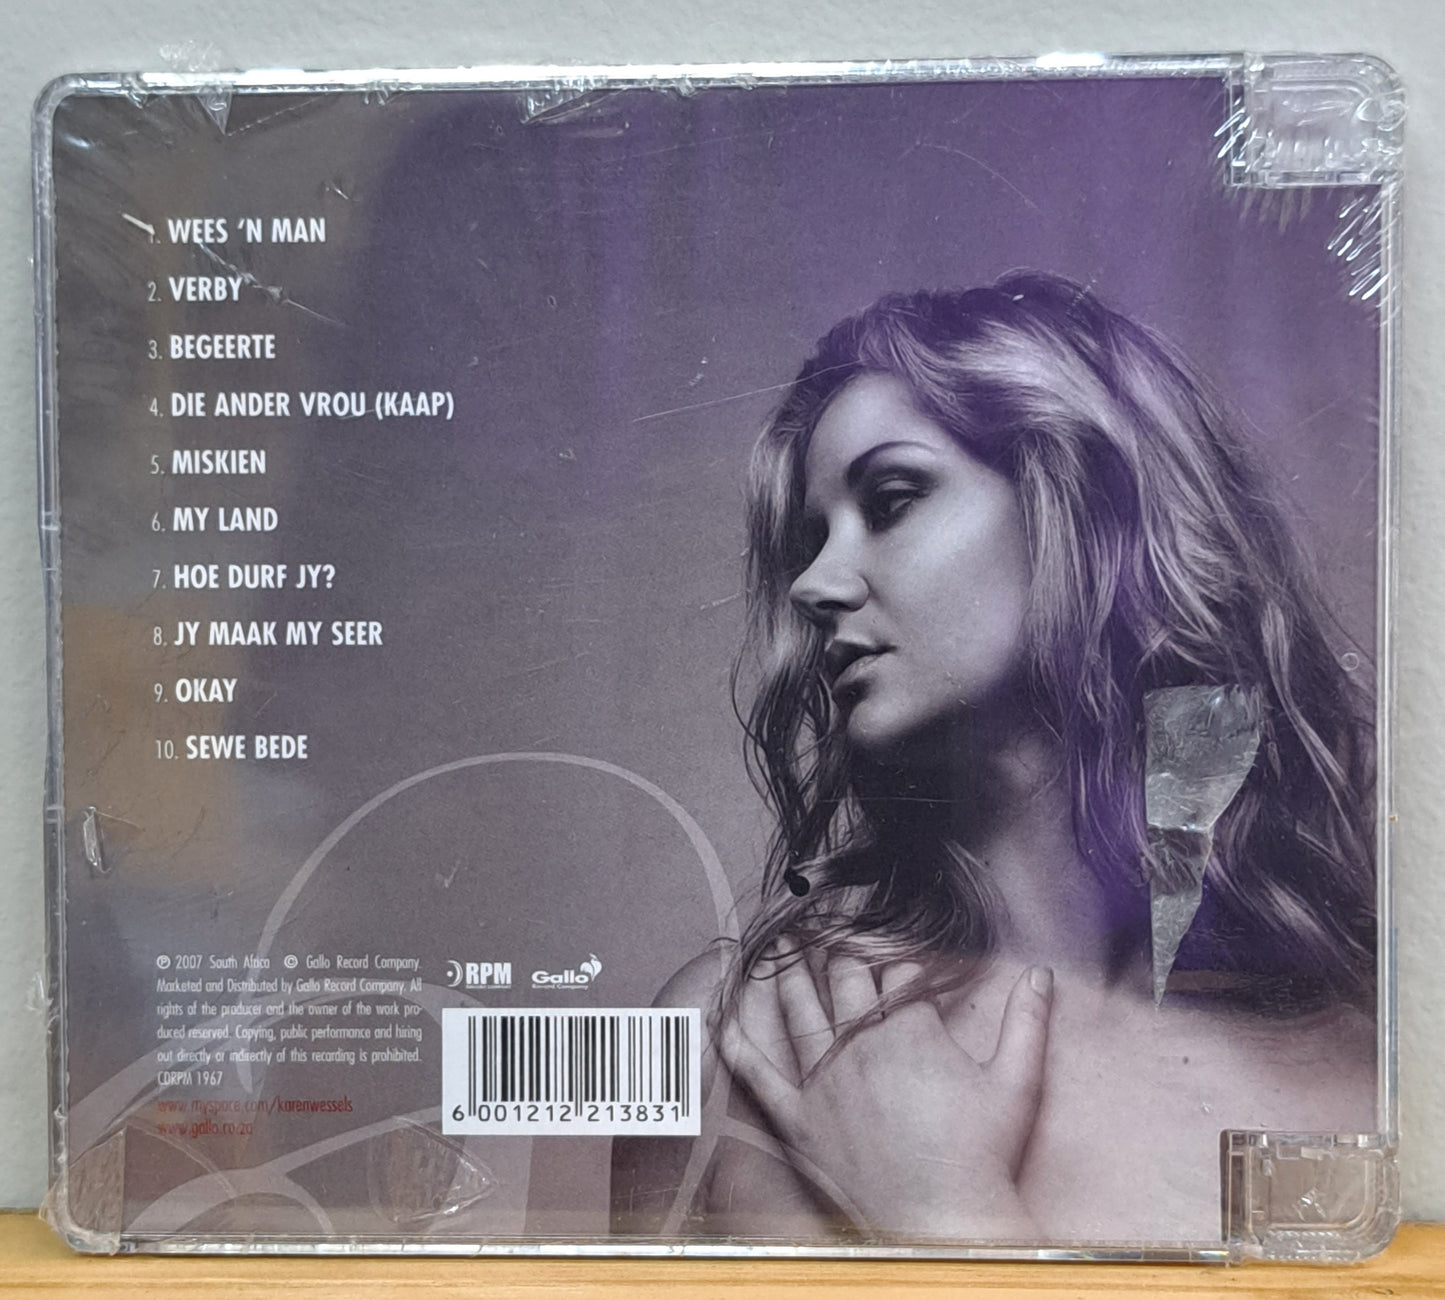 1. WEES 'N MAN
2. VERBY
3. BEGEERTE
4. DIE ANDER VROU (KAAP)
5. MISKIEN
6. MY LAND
7. HOE DURF JY?
8. JY MAAK MY SEER
9. OKAY
10. SEWE BEDE
℗ 2007 South Africa © Gallo Record Company.
Marketed and Distributed by Gallo Record Company. All
rights of the producer and the owner of the work pro-
duced reserved. Copying, public performance and hiring
out directly or indirectly of this recording is prohibited.
CDRPM 1967
www.myspace.com/karenwessels
www.gallo.co.za
RPM
Gallo
Record Company
6 001212 213831